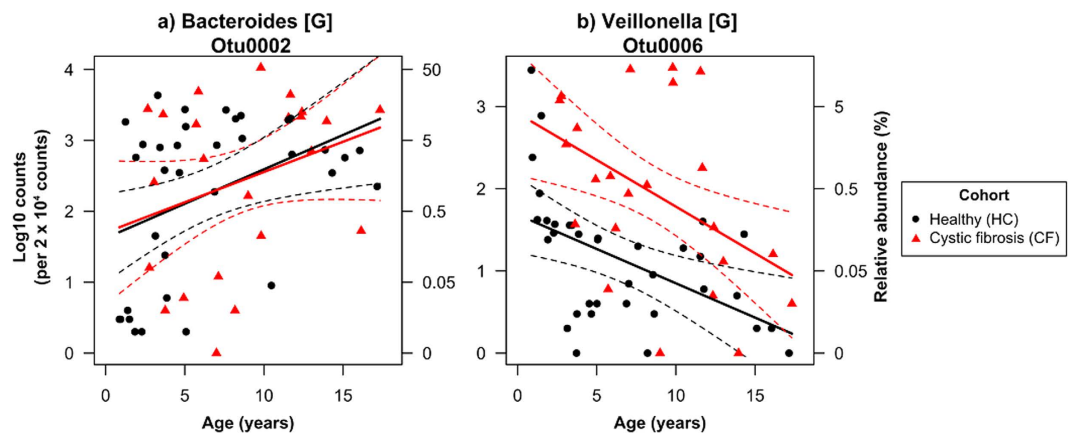 a) Bacteroides [G]
Otu0002
b) Veillonella [G]
Otu0006
Log10 counts
(per 2 x 10⁴ counts)
4
3
2
1
0
50
5
0.5
0.05
0
0 5 10 15
Age (years)
3
2
1
0
5
0.5
0.05
0
Relative abundance (%)
0 5 10 15
Age (years)
Cohort
Healthy (HC)
Cystic fibrosis (CF)